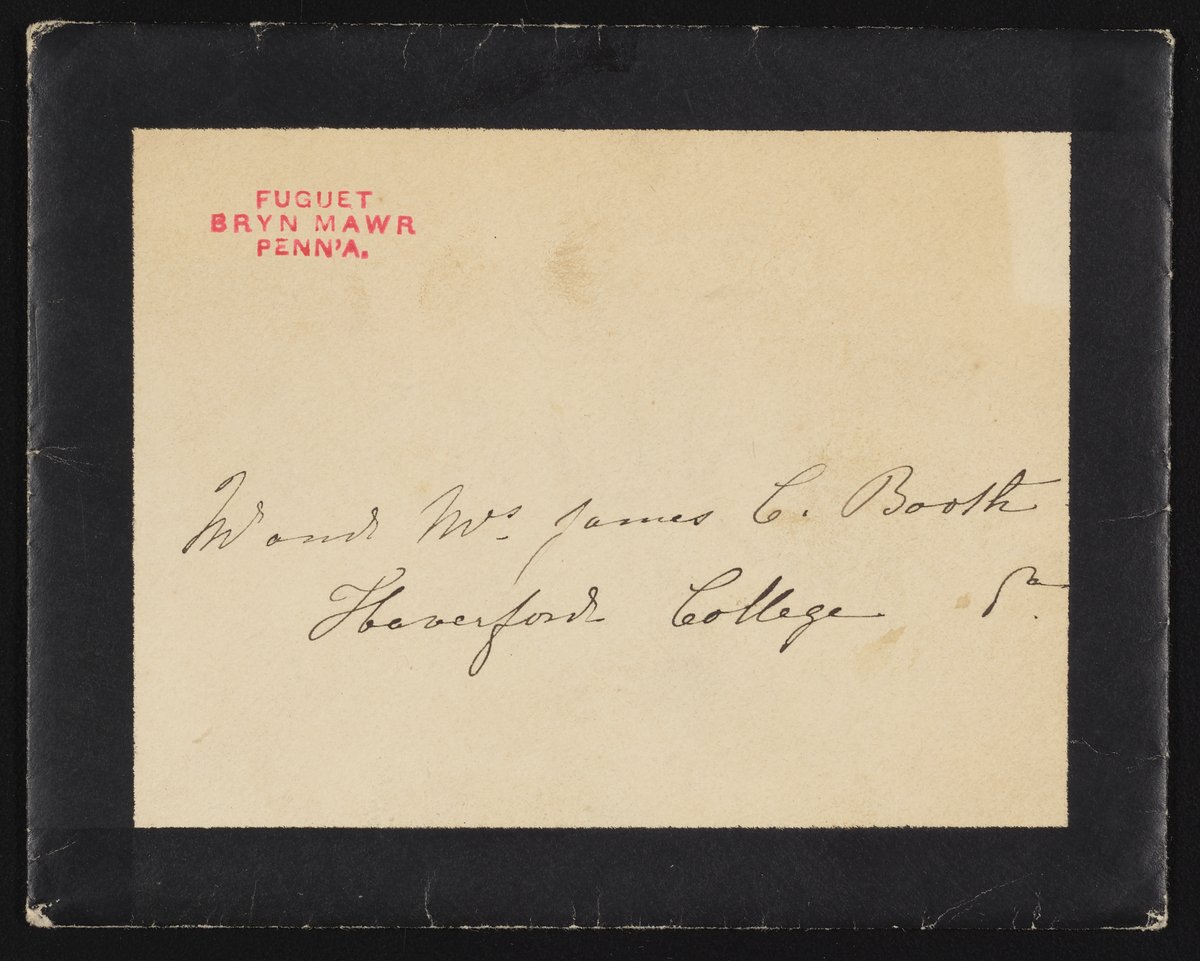 FUGUET
BRYN MAWR
PENN'A.
Mr and Mrs. James C. Booth
Haverford College Pa.